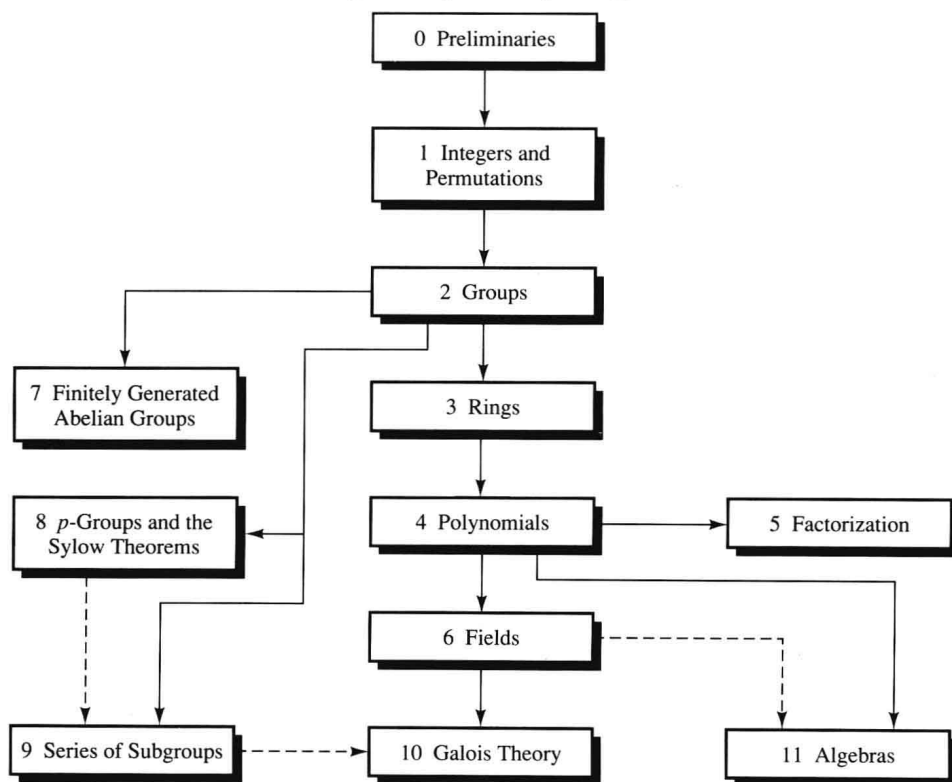 0 Preliminaries
1 Integers and
Permutations
2 Groups
7 Finitely Generated
Abelian Groups
3 Rings
8 p-Groups and the
Sylow Theorems
4 Polynomials
5 Factorization
6 Fields
9 Series of Subgroups
10 Galois Theory
11 Algebras